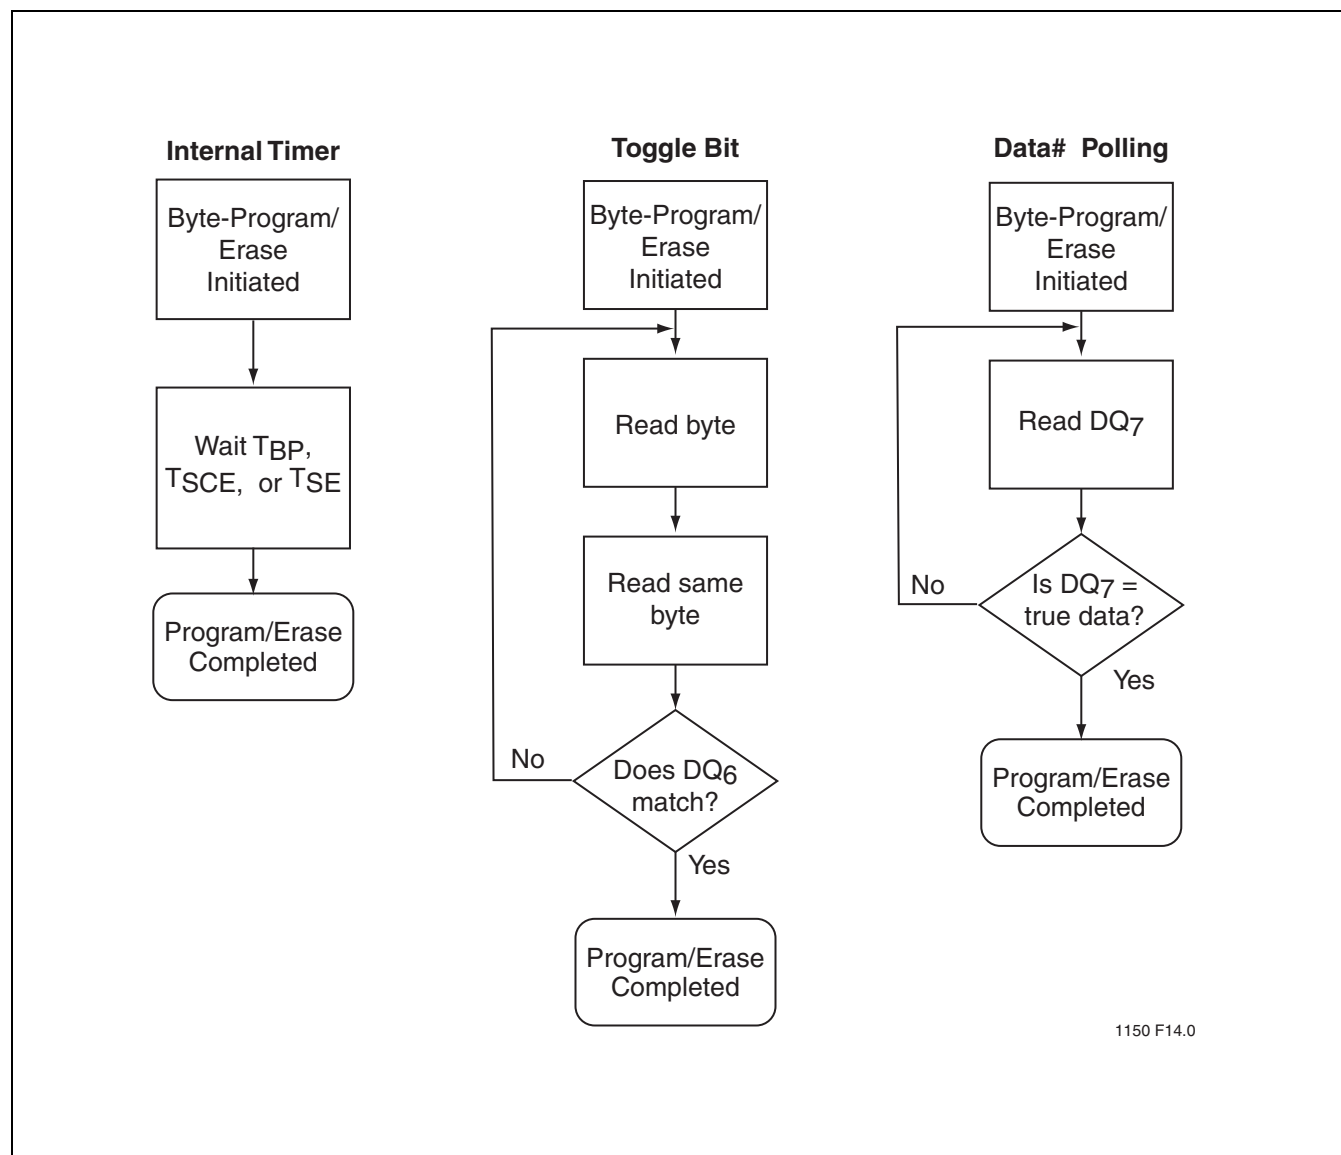 Internal Timer
Byte-Program/
Erase
Initiated
Wait TBP,
TSCE, or TSE
Program/Erase
Completed
Toggle Bit
Byte-Program/
Erase
Initiated
Read byte
Read same
byte
No
Does DQ6
match?
Yes
Program/Erase
Completed
Data# Polling
Byte-Program/
Erase
Initiated
Read DQ7
No
Is DQ7 =
true data?
Yes
Program/Erase
Completed
1150 F14.0